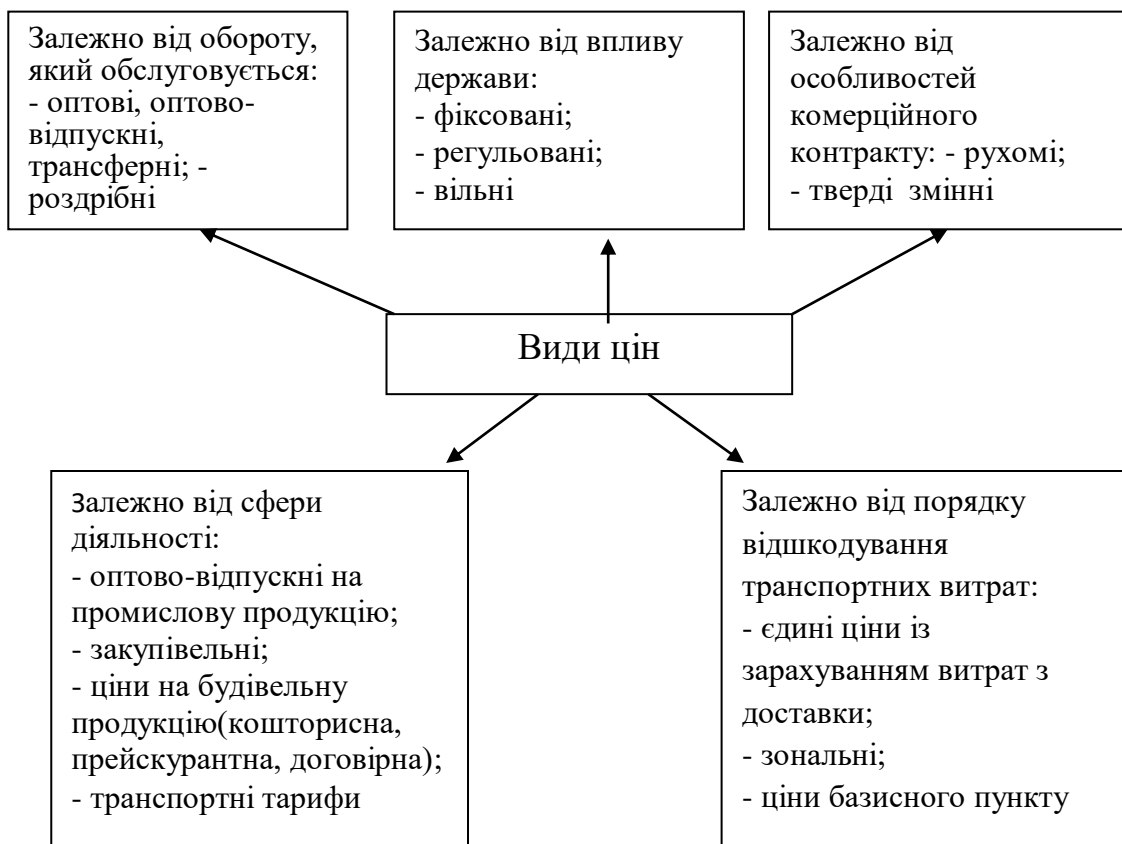 Залежно від обороту,
який обслуговується:
- оптові, оптово-
відпускні,
трансферні; -
роздрібні
Залежно від впливу
держави:
- фіксовані;
- регульовані;
- вільні
Залежно від
особливостей
комерційного
контракту: - рухомі;
- тверді  змінні
Види цін
Залежно від сфери
діяльності:
- оптово-відпускні на
промислову продукцію;
- закупівельні;
- ціни на будівельну
продукцію(кошторисна,
прейскурантна, договірна);
- транспортні тарифи
Залежно від порядку
відшкодування
транспортних витрат:
- єдині ціни із
зарахуванням витрат з
доставки;
- зональні;
- ціни базисного пункту